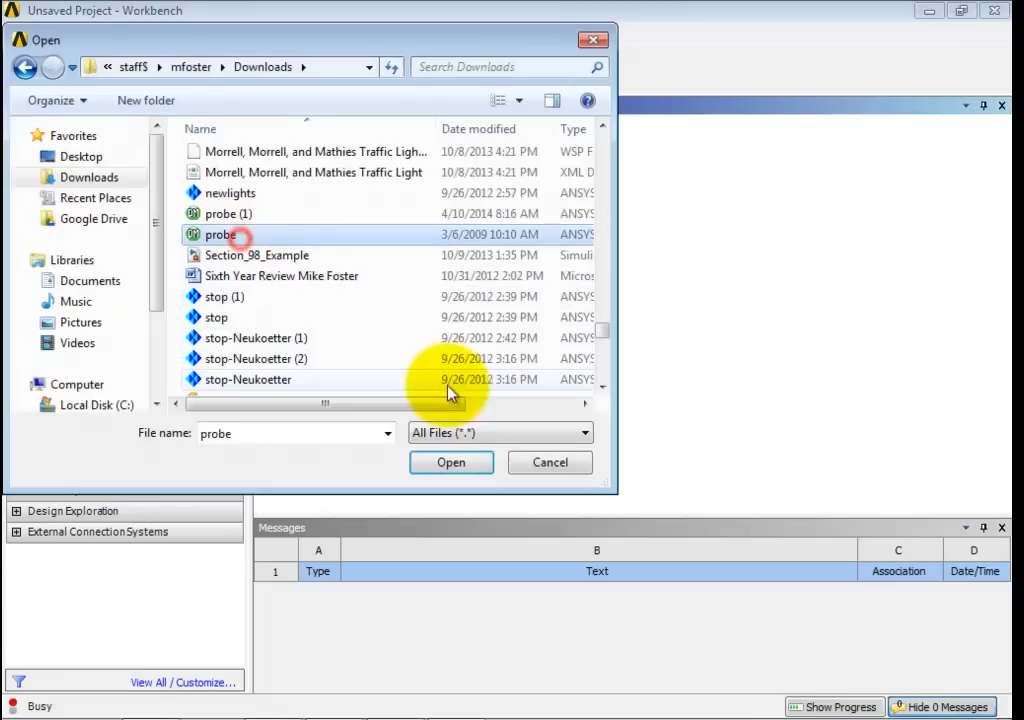 Unsaved Project - Workbench
Open
« staff$ ▸ mfoster ▸ Downloads ▸
Search Downloads
Organize
New folder
Favorites
Desktop
Downloads
Recent Places
Google Drive
Libraries
Documents
Music
Pictures
Videos
Computer
Local Disk (C:)
Name Date modified Type
Morrell, Morrell, and Mathies Traffic Ligh... 10/8/2013 4:21 PM WSP F
Morrell, Morrell, and Mathies Traffic Light 10/8/2013 4:21 PM XML D
newlights 9/26/2012 2:57 PM ANSYS
probe (1) 4/10/2014 8:16 AM ANSYS
probe 3/6/2009 10:10 AM ANSYS
Section_98_Example 10/9/2013 1:35 PM Simuli
Sixth Year Review Mike Foster 10/31/2012 2:02 PM Micros
stop (1) 9/26/2012 2:39 PM ANSYS
stop 9/26/2012 2:39 PM ANSYS
stop-Neukoetter (1) 9/26/2012 2:42 PM ANSYS
stop-Neukoetter (2) 9/26/2012 3:16 PM ANSYS
stop-Neukoetter 9/26/2012 3:16 PM ANSYS
File name: probe
All Files (*.*)
Open
Cancel
Design Exploration
External Connection Systems
View All / Customize...
Messages
A B C D
1 Type Text Association Date/Time
Busy
Show Progress
Hide 0 Messages